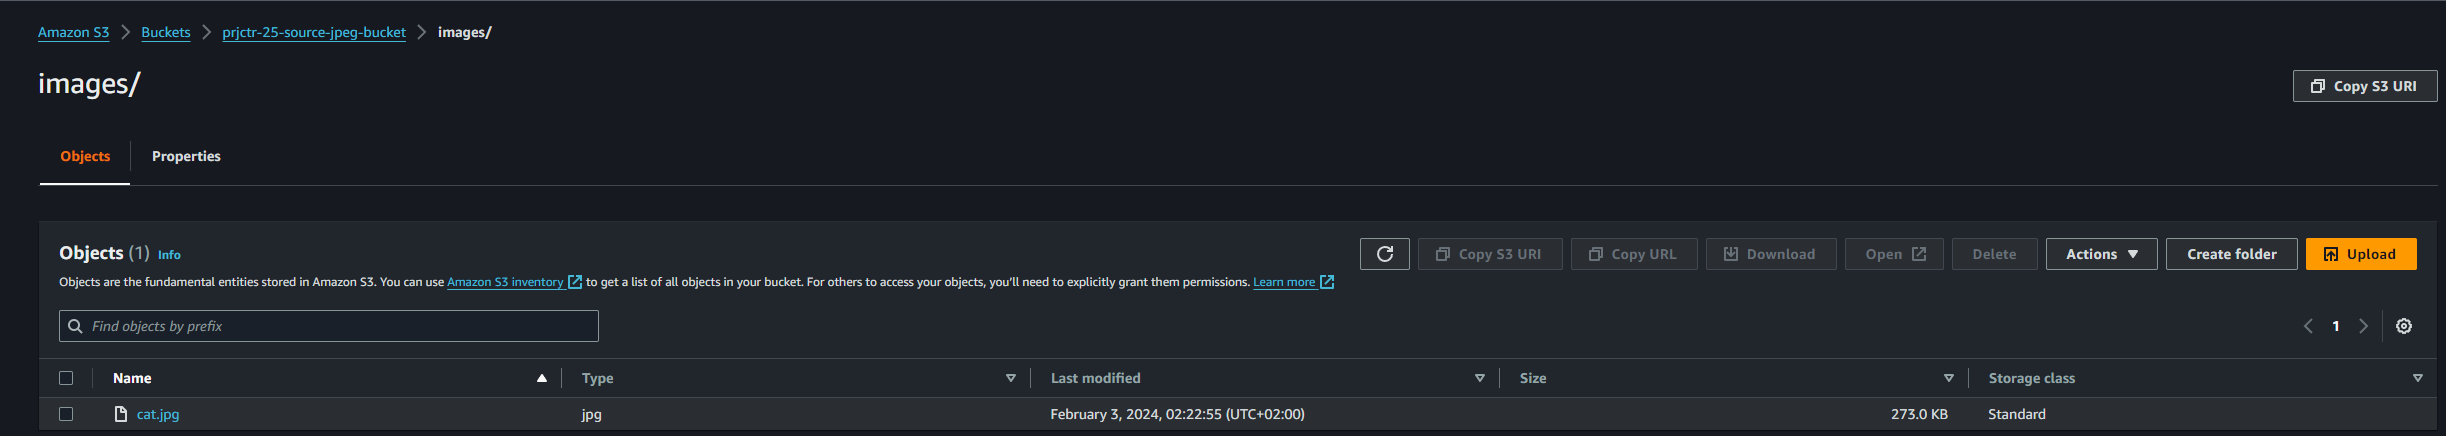 Amazon S3 > Buckets > prjctr-25-source-jpeg-bucket > images/
images/
Copy S3 URI
Objects
Properties
Objects (1) Info
Copy S3 URI
Copy URL
Download
Open
Delete
Actions
Create folder
Upload
Objects are the fundamental entities stored in Amazon S3. You can use Amazon S3 inventory to get a list of all objects in your bucket. For others to access your objects, you'll need to explicitly grant them permissions. Learn more
Find objects by prefix
1
Name Type Last modified Size Storage class
cat.jpg jpg February 3, 2024, 02:22:55 (UTC+02:00) 273.0 KB Standard